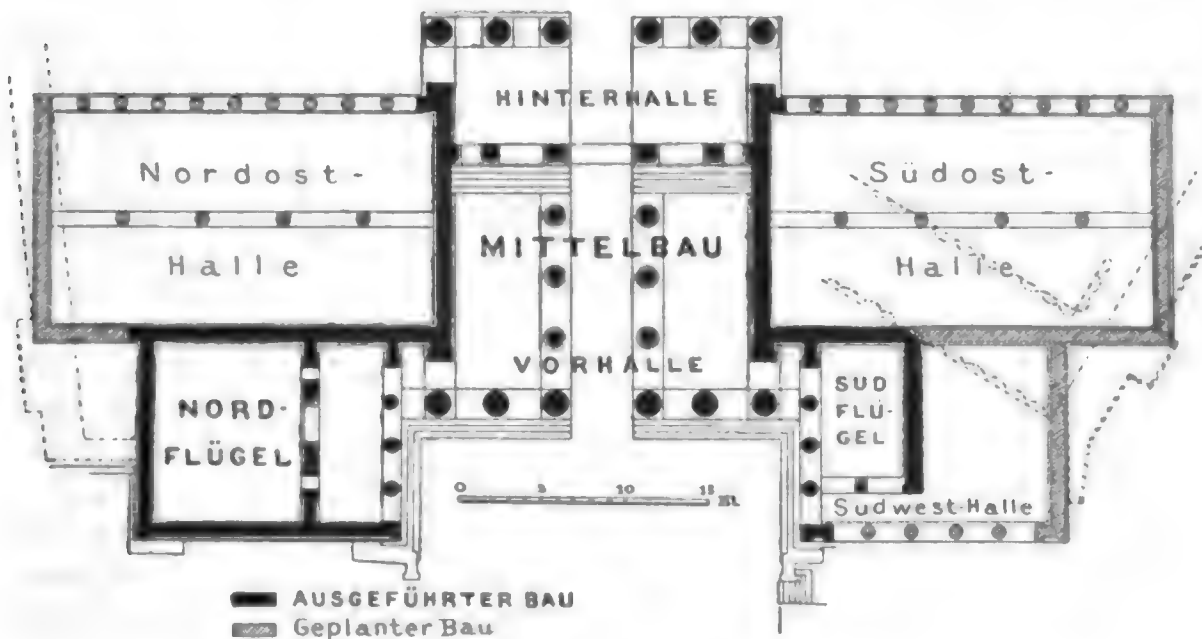 HINTERHALLE
Nordost-
Südost-
MITTELBAU
Halle
Halle
VORHALLE
NORD-
FLÜGEL
SUD
FLÜ-
GEL
0 5 10 15 M.
Sudwest-Halle
AUSGEFÜHRTER BAU
Geplanter Bau